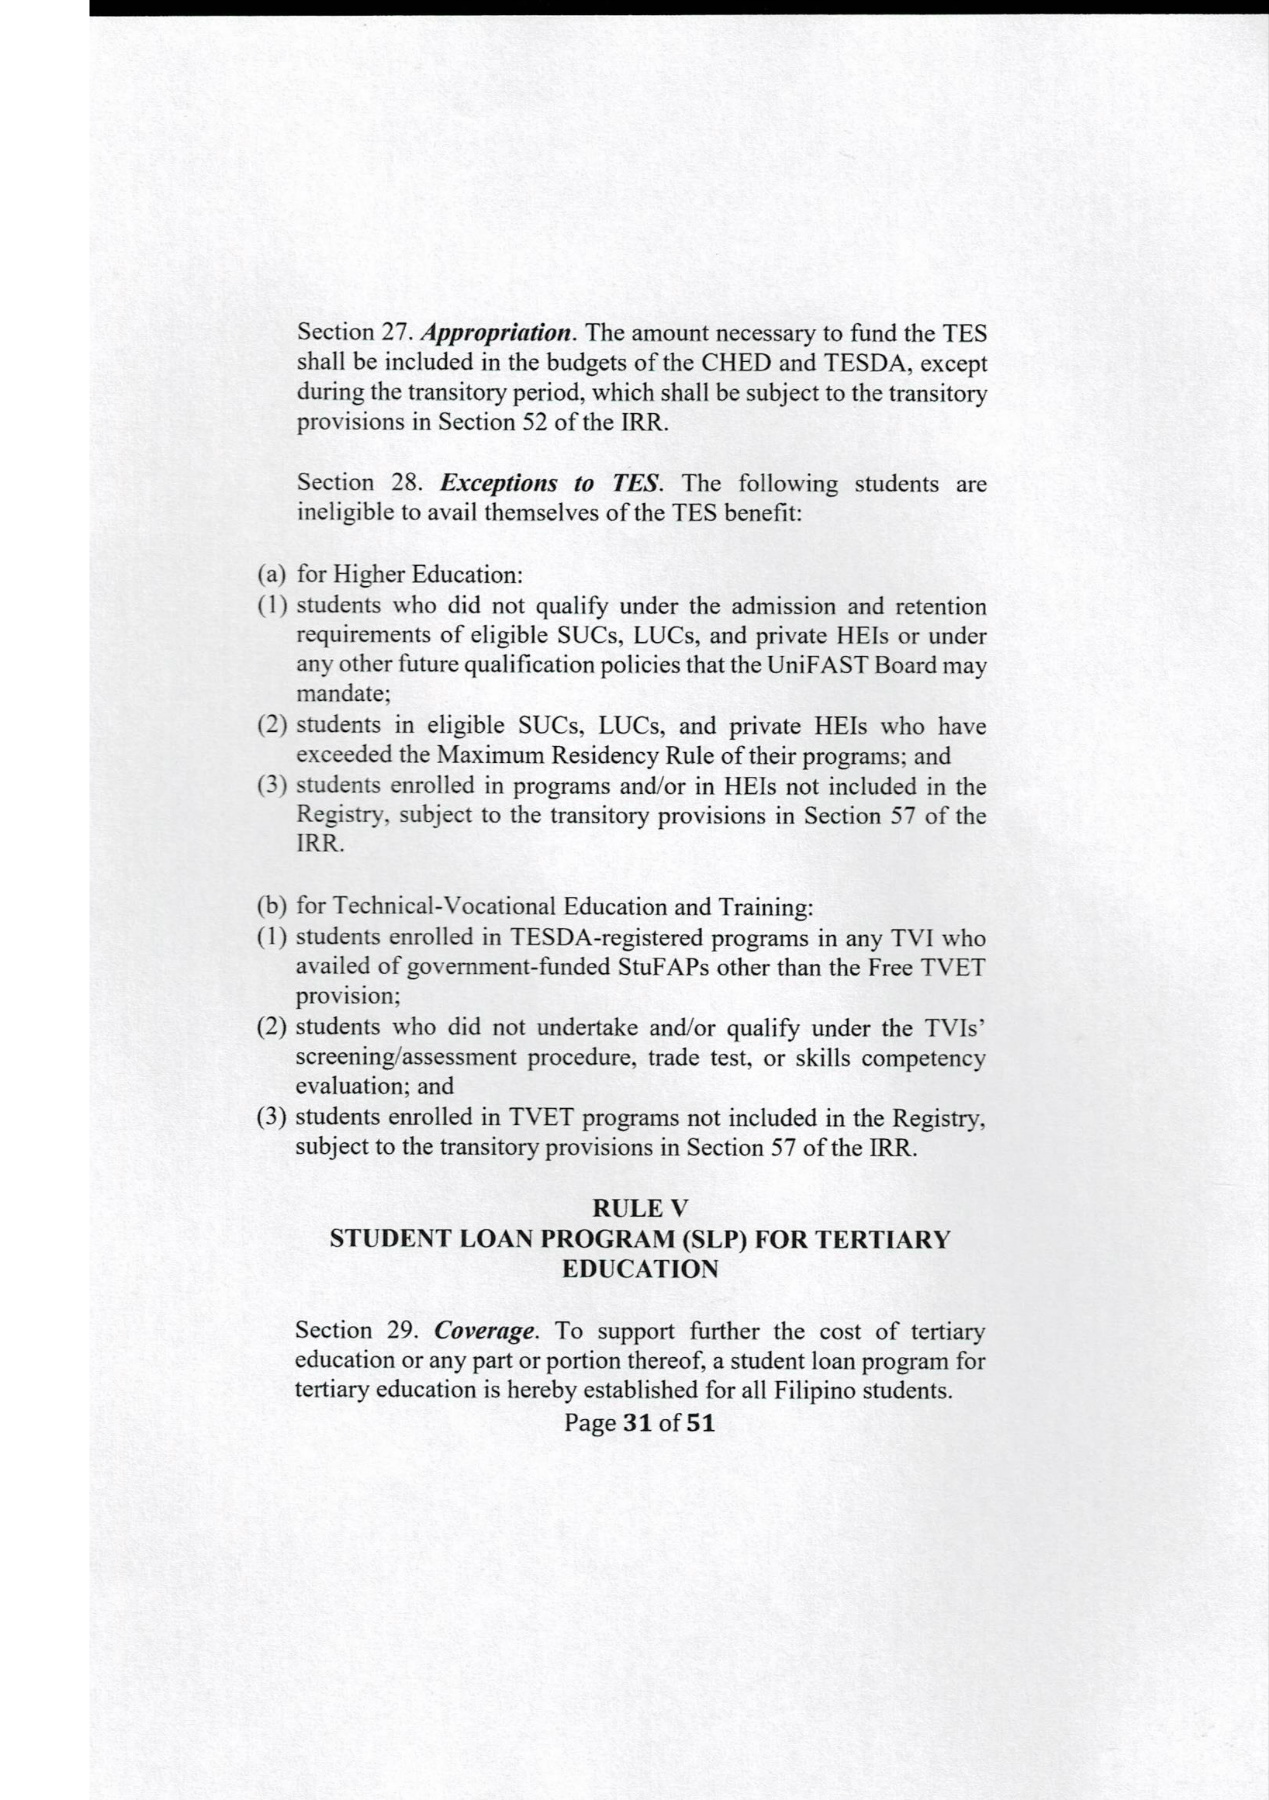 Section 27. Appropriation. The amount necessary to fund the TES
shall be included in the budgets of the CHED and TESDA, except
during the transitory period, which shall be subject to the transitory
provisions in Section 52 of the IRR.
Section 28. Exceptions to TES. The following students are
ineligible to avail themselves of the TES benefit:
(a) for Higher Education:
(1) students who did not qualify under the admission and retention
requirements of eligible SUCs, LUCs, and private HEIs or under
any other future qualification policies that the UniFAST Board may
mandate;
(2) students in eligible SUCs, LUCs, and private HEIs who have
exceeded the Maximum Residency Rule of their programs; and
(3) students enrolled in programs and/or in HEIs not included in the
Registry, subject to the transitory provisions in Section 57 of the
IRR.
(b) for Technical-Vocational Education and Training:
(1) students enrolled in TESDA-registered programs in any TVI who
availed of government-funded StuFAPs other than the Free TVET
provision;
(2) students who did not undertake and/or qualify under the TVIs’
screening/assessment procedure, trade test, or skills competency
evaluation; and
(3) students enrolled in TVET programs not included in the Registry,
subject to the transitory provisions in Section 57 of the IRR.
RULE V
STUDENT LOAN PROGRAM (SLP) FOR TERTIARY
EDUCATION
Section 29. Coverage. To support further the cost of tertiary
education or any part or portion thereof, a student loan program for
tertiary education is hereby established for all Filipino students.
Page 31 of 51